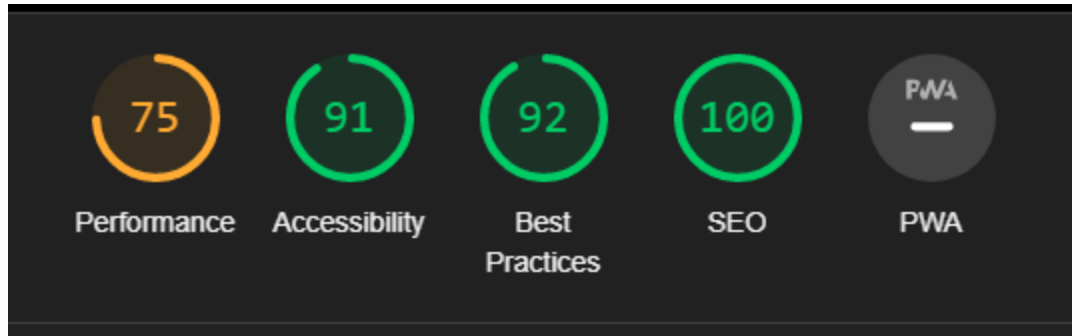 75
91
92
100
PWA
Performance
Accessibility
Best
Practices
SEO
PWA